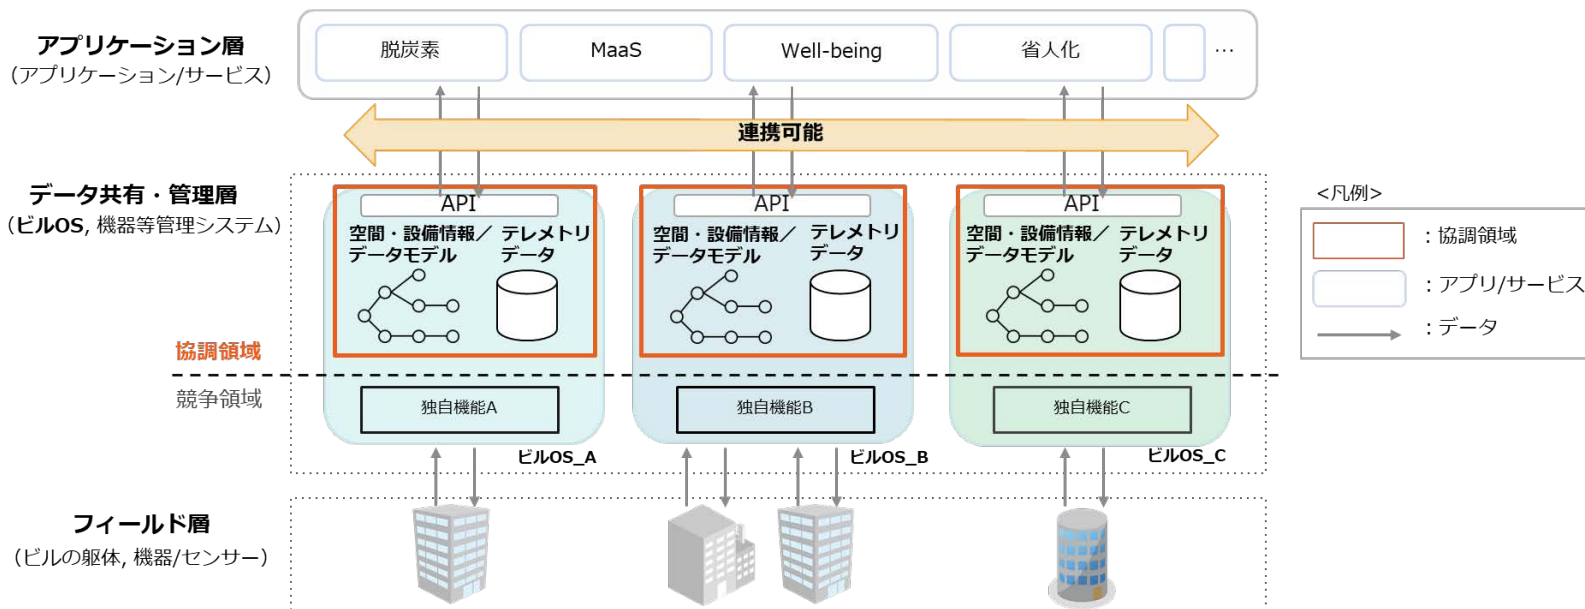 アプリケーション層
（アプリケーション/サービス）
脱炭素
MaaS
Well-being
省人化
…
連携可能
データ共有・管理層
（ビルOS, 機器等管理システム）
API
空間・設備情報／
データモデル
テレメトリ
データ
API
空間・設備情報／
データモデル
テレメトリ
データ
API
空間・設備情報／
データモデル
テレメトリ
データ
協調領域
競争領域
独自機能A
独自機能B
独自機能C
ビルOS_A
ビルOS_B
ビルOS_C
フィールド層
（ビルの躯体, 機器/センサー）
<凡例>
：協調領域
：アプリ/サービス
：データ